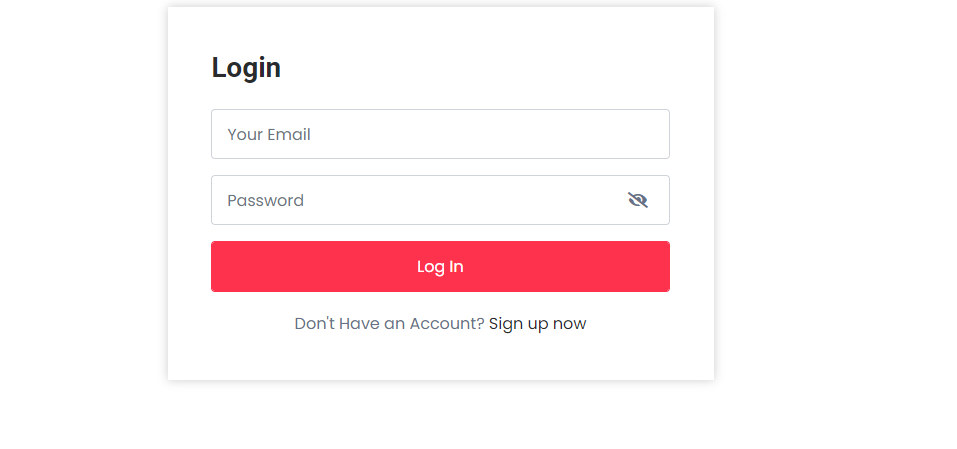 Login
Your Email
Password
Log In
Don't Have an Account? Sign up now